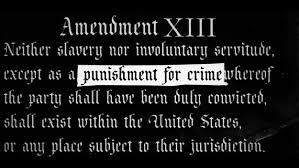 Amendment XIII
Neither slavery nor involuntary servitude,
except as a punishment for crime whereof
the party shall have been duly convicted,
shall exist within the United States,
or any place subject to their jurisdiction.